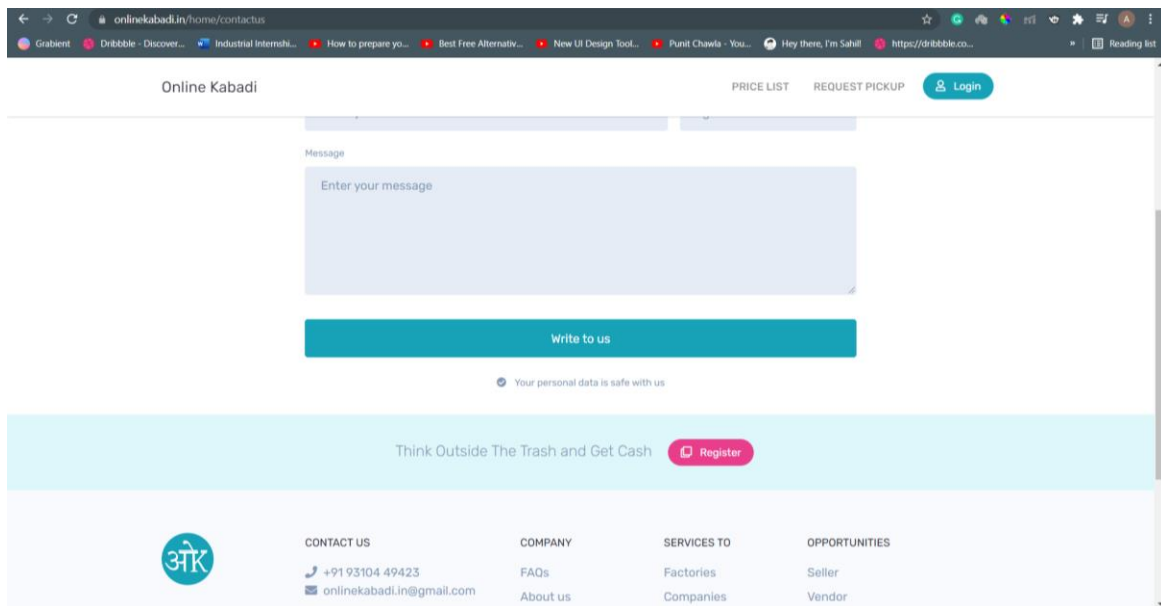 onlinekabadi.in/home/contactus
Grabient Dribbble - Discover... Industrial Internshi... How to prepare yo... Best Free Alternativ... New UI Design Tool... Punit Chawla - You... Hey there, I'm Sahil! https://dribbble.co... » Reading list
Online Kabadi PRICE LIST REQUEST PICKUP Login
Message
Enter your message
Write to us
Your personal data is safe with us
Think Outside The Trash and Get Cash Register
ओK
CONTACT US COMPANY SERVICES TO OPPORTUNITIES
+91 93104 49423 FAQs Factories Seller
onlinekabadi.in@gmail.com About us Companies Vendor